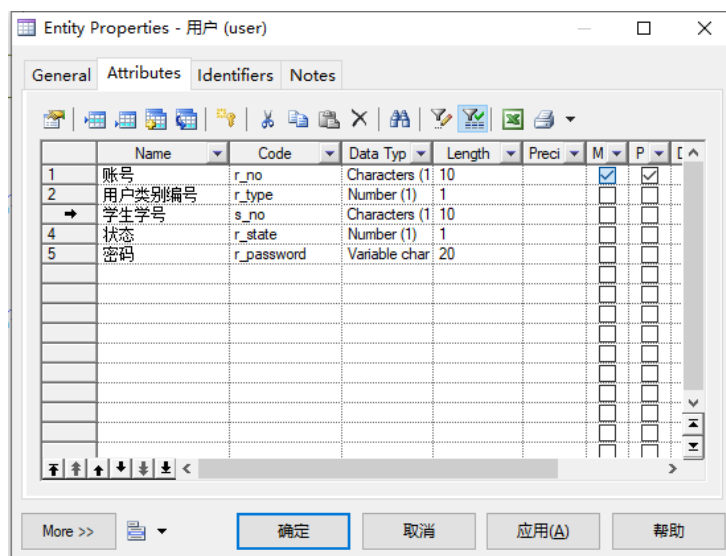 Entity Properties - 用户 (user)
General Attributes Identifiers Notes
Name Code Data Typ Length Preci M P D
1 账号 r_no Characters (1 10
2 用户类别编号 r_type Number (1) 1
学生学号 s_no Characters (1 10
4 状态 r_state Number (1) 1
5 密码 r_password Variable char 20
More >> 确定 取消 应用(A) 帮助